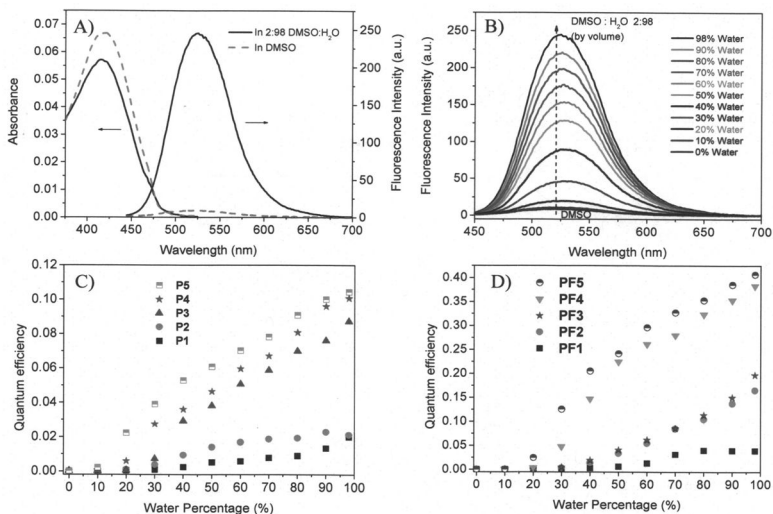 A)
In 2:98 DMSO:H₂O
In DMSO
Absorbance
0.07
0.06
0.05
0.04
0.03
0.02
0.01
0.00
250
200
150
100
50
0
Fluorescence Intensity (a.u.)
400 450 500 550 600 650 700
Wavelength (nm)
B)
DMSO : H₂O 2:98
(by volume)
Fluorescence Intensity (a.u.)
250
225
200
175
150
125
100
75
50
25
0
98% Water
90% Water
80% Water
70% Water
60% Water
50% Water
40% Water
30% Water
20% Water
10% Water
0% Water
DMSO
450 500 550 600 650 700
Wavelength (nm)
C)
P5
P4
P3
P2
P1
Quantum efficiency
0.12
0.10
0.08
0.06
0.04
0.02
0.00
0 10 20 30 40 50 60 70 80 90 100
Water Percentage (%)
D)
PF5
PF4
PF3
PF2
PF1
Quantum efficiency
0.40
0.35
0.30
0.25
0.20
0.15
0.10
0.05
0.00
0 10 20 30 40 50 60 70 80 90 100
Water Percentage (%)